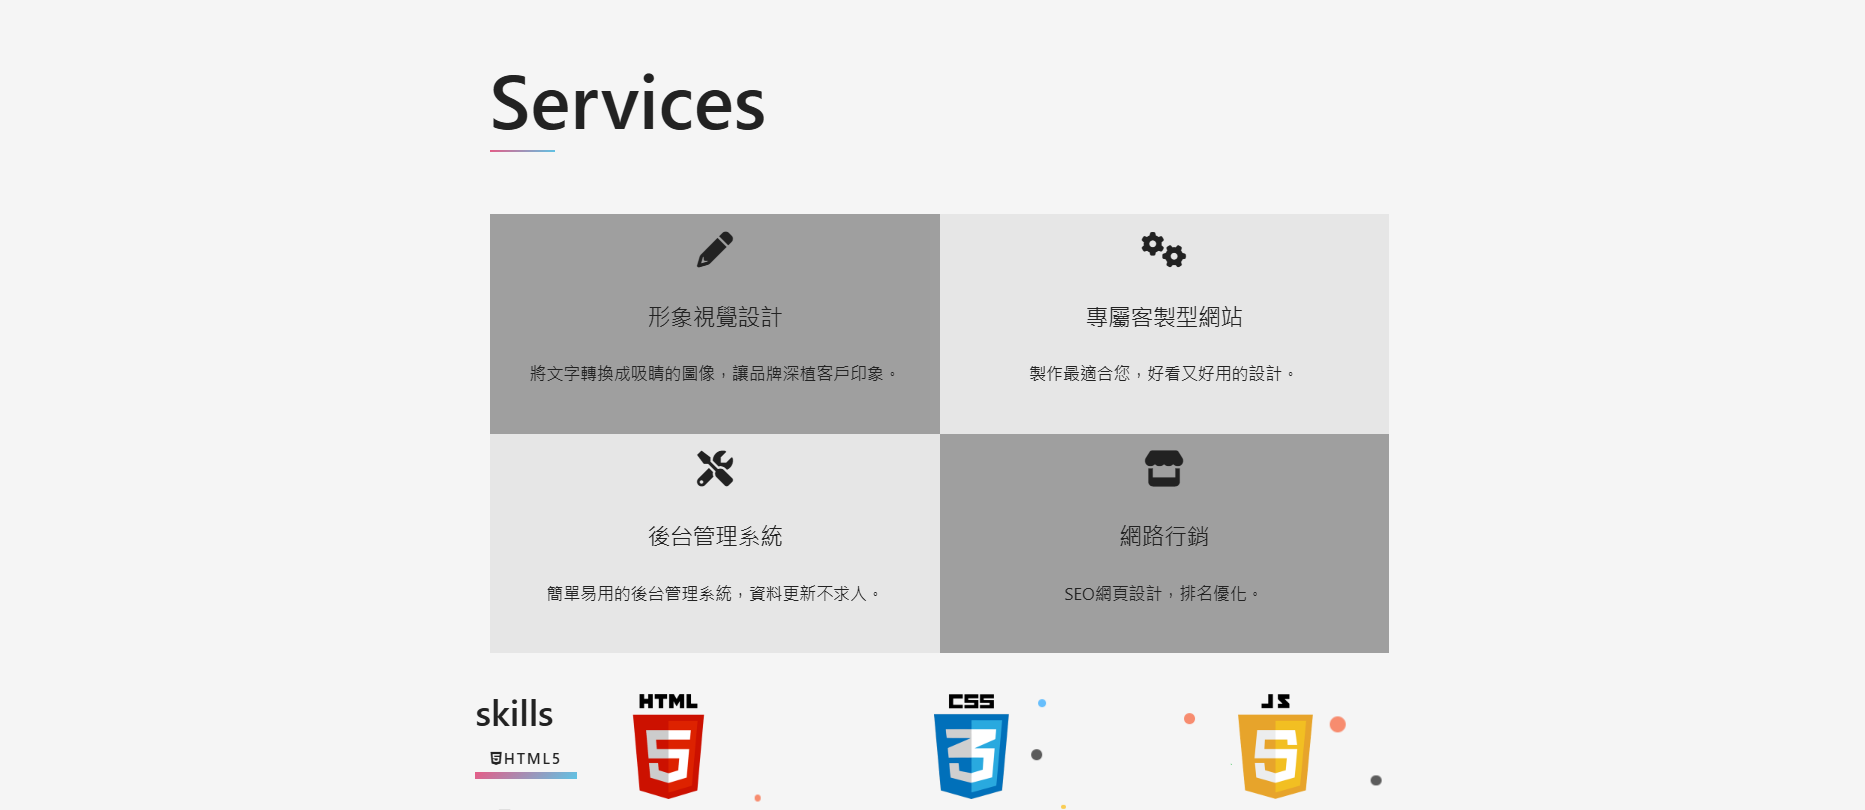 Services
形象視覺設計
將文字轉換成吸睛的圖像，讓品牌深植客戶印象。
專屬客製型網站
製作最適合您，好看又好用的設計。
後台管理系統
簡單易用的後台管理系統，資料更新不求人。
網路行銷
SEO網頁設計，排名優化。
skills
HTML5
HTML
5
CSS
3
JS
5